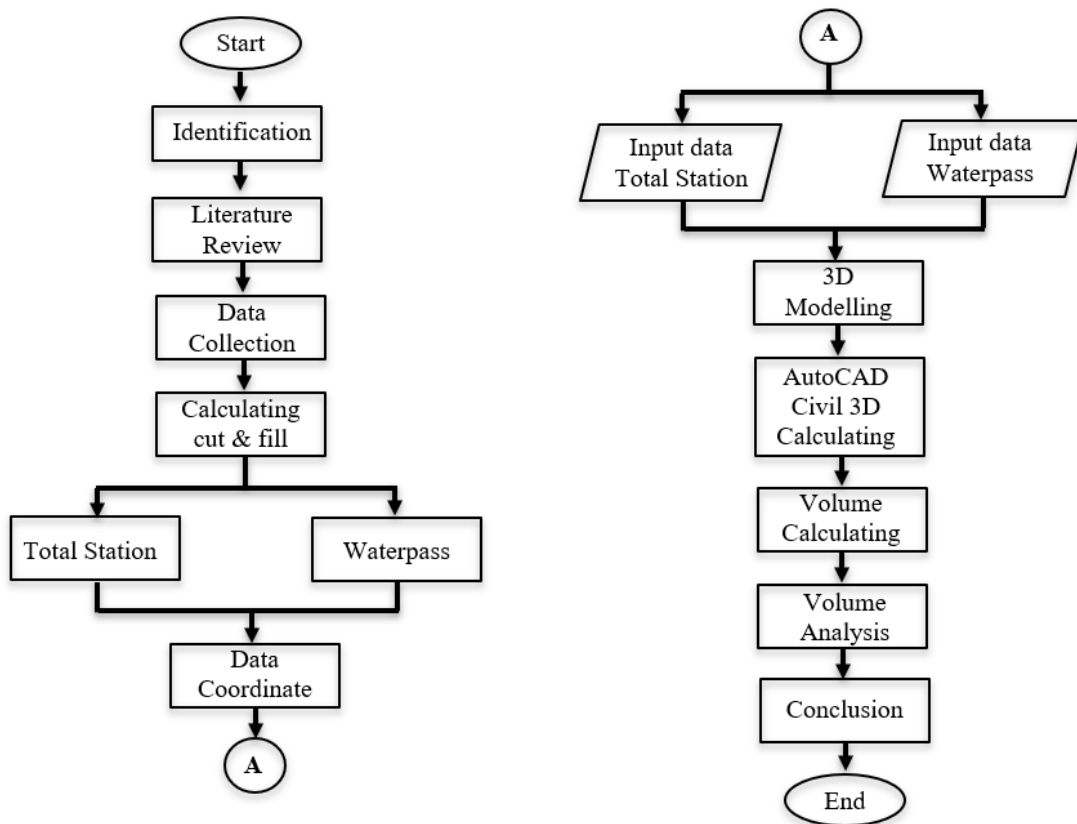 Start
Identification
Literature
Review
Data
Collection
Calculating
cut & fill
Total Station
Waterpass
Data
Coordinate
A
A
Input data
Total Station
Input data
Waterpass
3D
Modelling
AutoCAD
Civil 3D
Calculating
Volume
Calculating
Volume
Analysis
Conclusion
End